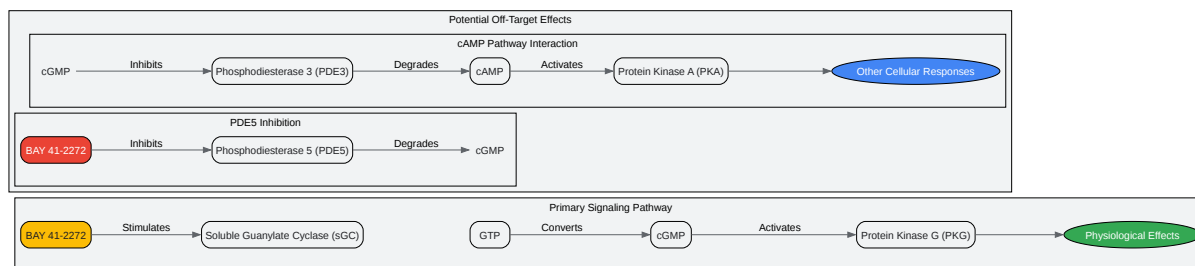 Potential Off-Target Effects
cAMP Pathway Interaction
cGMP
Inhibits
Phosphodiesterase 3 (PDE3)
Degrades
cAMP
Activates
Protein Kinase A (PKA)
Other Cellular Responses
PDE5 Inhibition
BAY 41-2272
Inhibits
Phosphodiesterase 5 (PDE5)
Degrades
cGMP
Primary Signaling Pathway
BAY 41-2272
Stimulates
Soluble Guanylate Cyclase (sGC)
GTP
Converts
cGMP
Activates
Protein Kinase G (PKG)
Physiological Effects